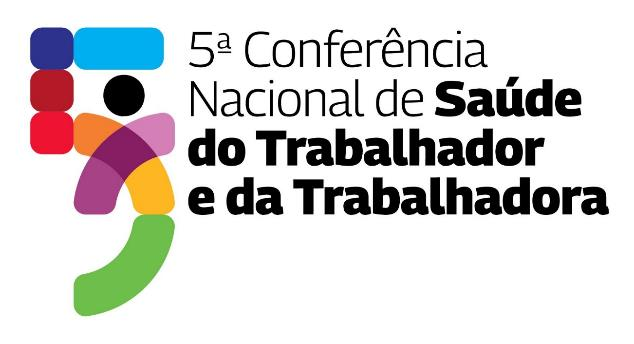 5ª Conferência
Nacional de Saúde
do Trabalhador
e da Trabalhadora